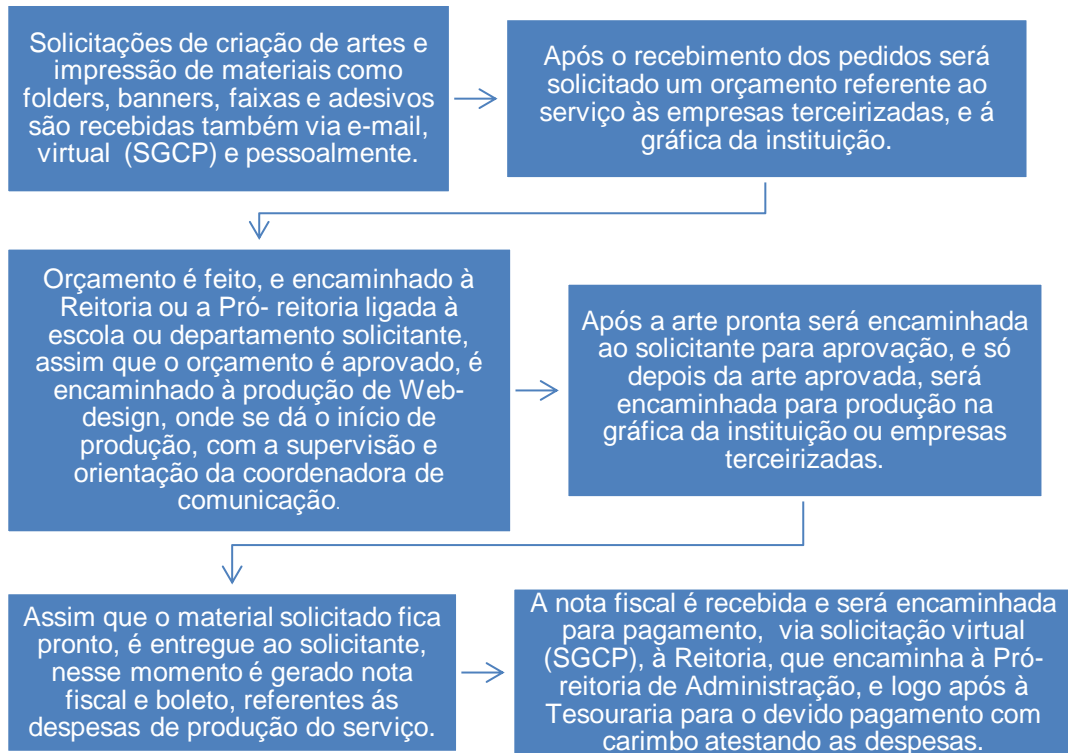 Solicitações de criação de artes e
impressão de materiais como
folders, banners, faixas e adesivos
são recebidas também via e-mail,
virtual (SGCP) e pessoalmente.
Após o recebimento dos pedidos será
solicitado um orçamento referente ao
serviço às empresas terceirizadas, e á
gráfica da instituição.
Orçamento é feito, e encaminhado à
Reitoria ou a Pró- reitoria ligada à
escola ou departamento solicitante,
assim que o orçamento é aprovado, é
encaminhado à produção de Web-
design, onde se dá o início de
produção, com a supervisão e
orientação da coordenadora de
comunicação.
Após a arte pronta será encaminhada
ao solicitante para aprovação, e só
depois da arte aprovada, será
encaminhada para produção na
gráfica da instituição ou empresas
terceirizadas.
Assim que o material solicitado fica
pronto, é entregue ao solicitante,
nesse momento é gerado nota
fiscal e boleto, referentes ás
despesas de produção do serviço.
A nota fiscal é recebida e será encaminhada
para pagamento, via solicitação virtual
(SGCP), à Reitoria, que encaminha à Pró-
reitoria de Administração, e logo após à
Tesouraria para o devido pagamento com
carimbo atestando as despesas.